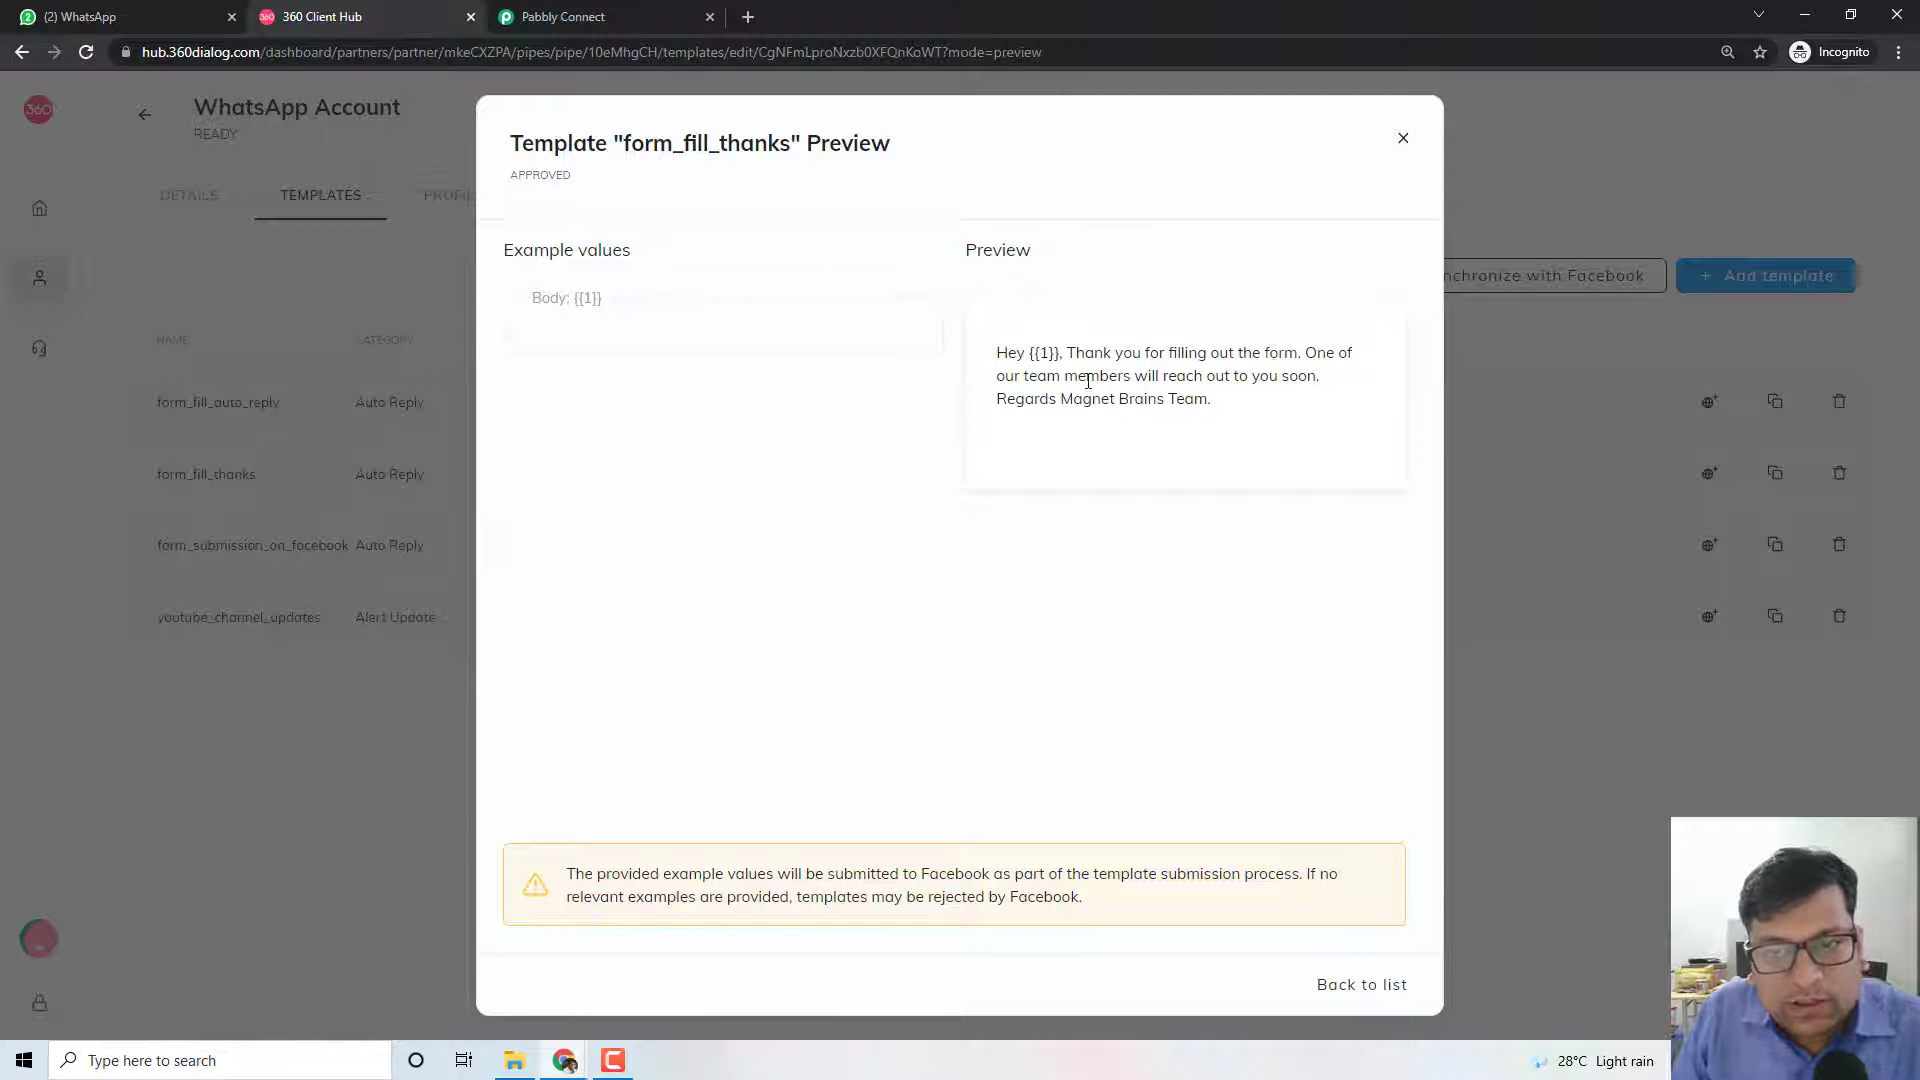 (2) WhatsApp
360 Client Hub
Pabbly Connect
hub.360dialog.com/dashboard/partners/partner/mkeCXZPA/pipes/pipe/10eMhgCH/templates/edit/CgNFmLproNxzb0XFQnKoWT?mode=preview
Incognito
360
WhatsApp Account
READY
DETAILS
TEMPLATES
PROFIL
Template "form_fill_thanks" Preview
APPROVED
Example values
Body: {{1}}
Preview
Hey {{1}}, Thank you for filling out the form. One of
our team members will reach out to you soon.
Regards Magnet Brains Team.
nchronize with Facebook
+ Add template
NAME
CATEGORY
form_fill_auto_reply
Auto Reply
form_fill_thanks
Auto Reply
form_submission_on_facebook
Auto Reply
youtube_channel_updates
Alert Update
The provided example values will be submitted to Facebook as part of the template submission process. If no
relevant examples are provided, templates may be rejected by Facebook.
Back to list
Type here to search
28°C Light rain